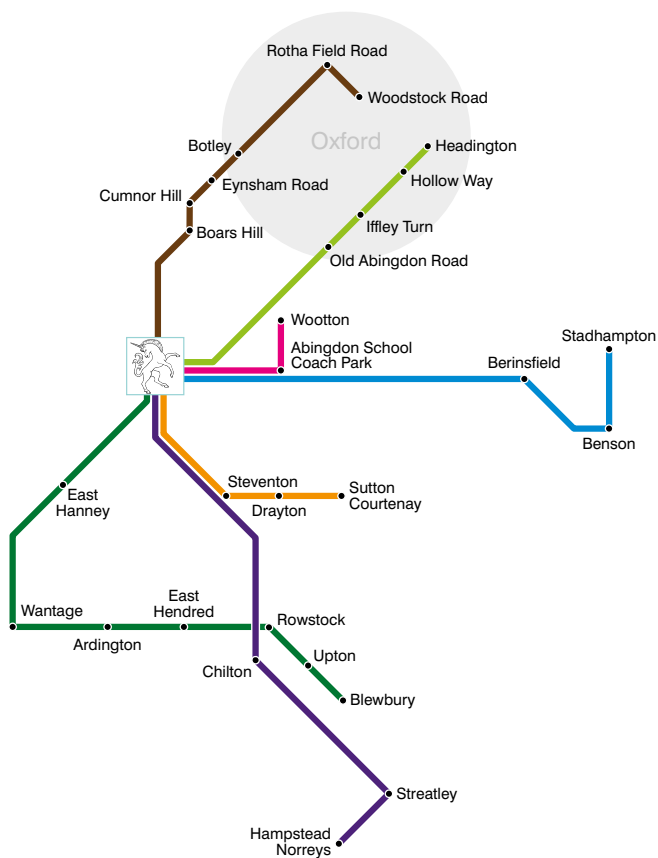 Rotha Field Road
Woodstock Road
Oxford
Botley
Headington
Eynsham Road
Hollow Way
Cumnor Hill
Iffley Turn
Boars Hill
Old Abingdon Road
Wootton
Stadhampton
Abingdon School
Coach Park
Berinsfield
Benson
Steventon
Sutton
Courtenay
Drayton
East
Hanney
East
Hendred
Wantage
Rowstock
Ardington
Upton
Chilton
Blewbury
Streatley
Hampstead
Norreys